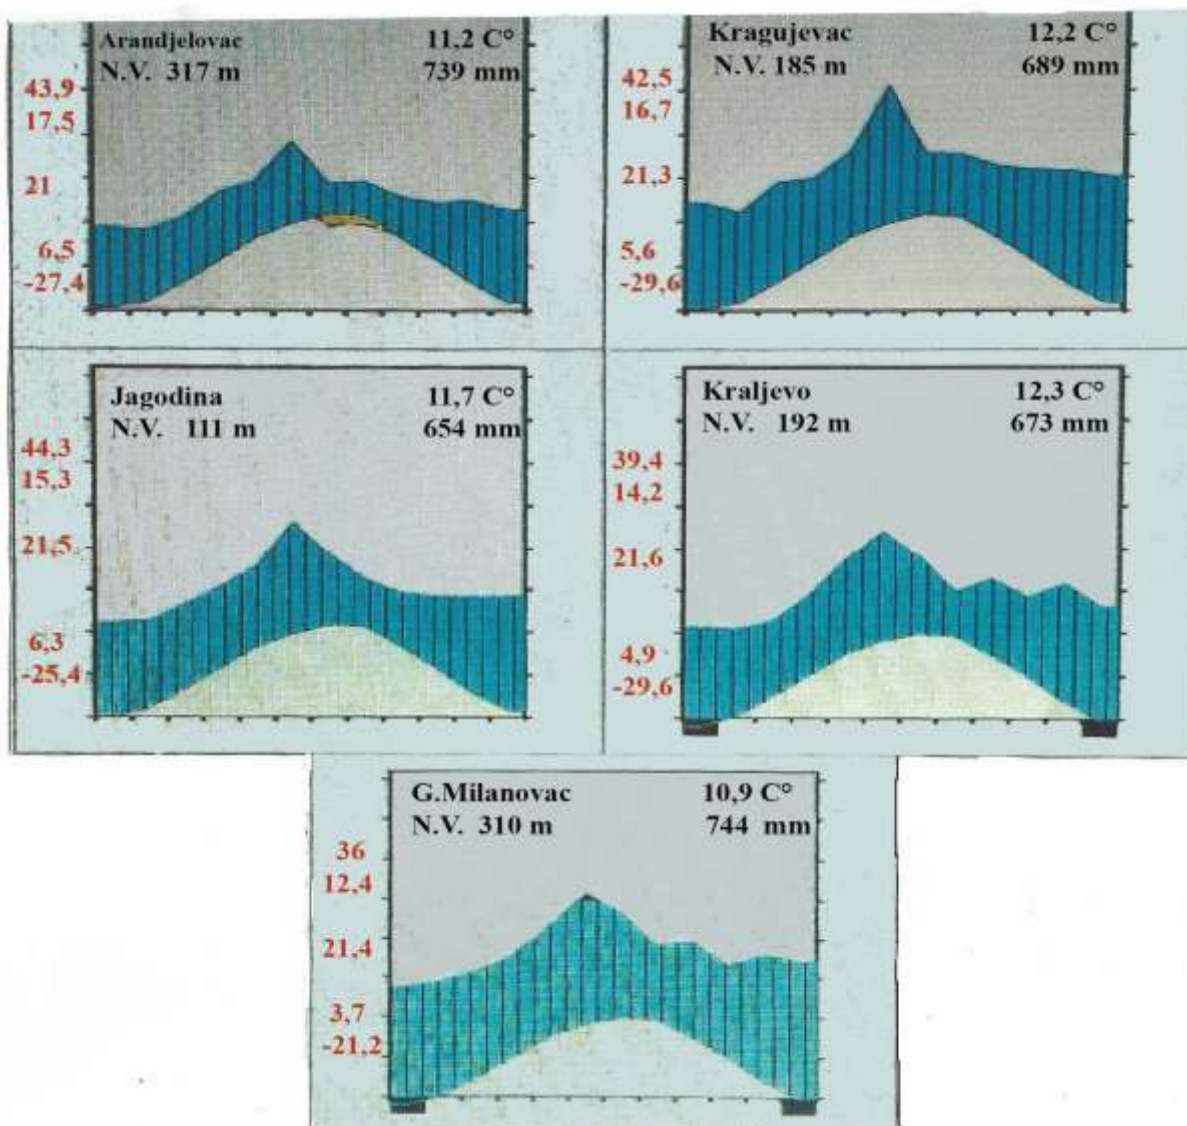 Arandjelovac 11,2 C°
N.V. 317 m 739 mm
43,9
17,5
21
6,5
-27,4
Kragujevac 12,2 C°
N.V. 185 m 689 mm
42,5
16,7
21,3
5,6
-29,6
Jagodina 11,7 C°
N.V. 111 m 654 mm
44,3
15,3
21,5
6,3
-25,4
Kraljevo 12,3 C°
N.V. 192 m 673 mm
39,4
14,2
21,6
4,9
-29,6
G.Milanovac 10,9 C°
N.V. 310 m 744 mm
36
12,4
21,4
3,7
-21,2